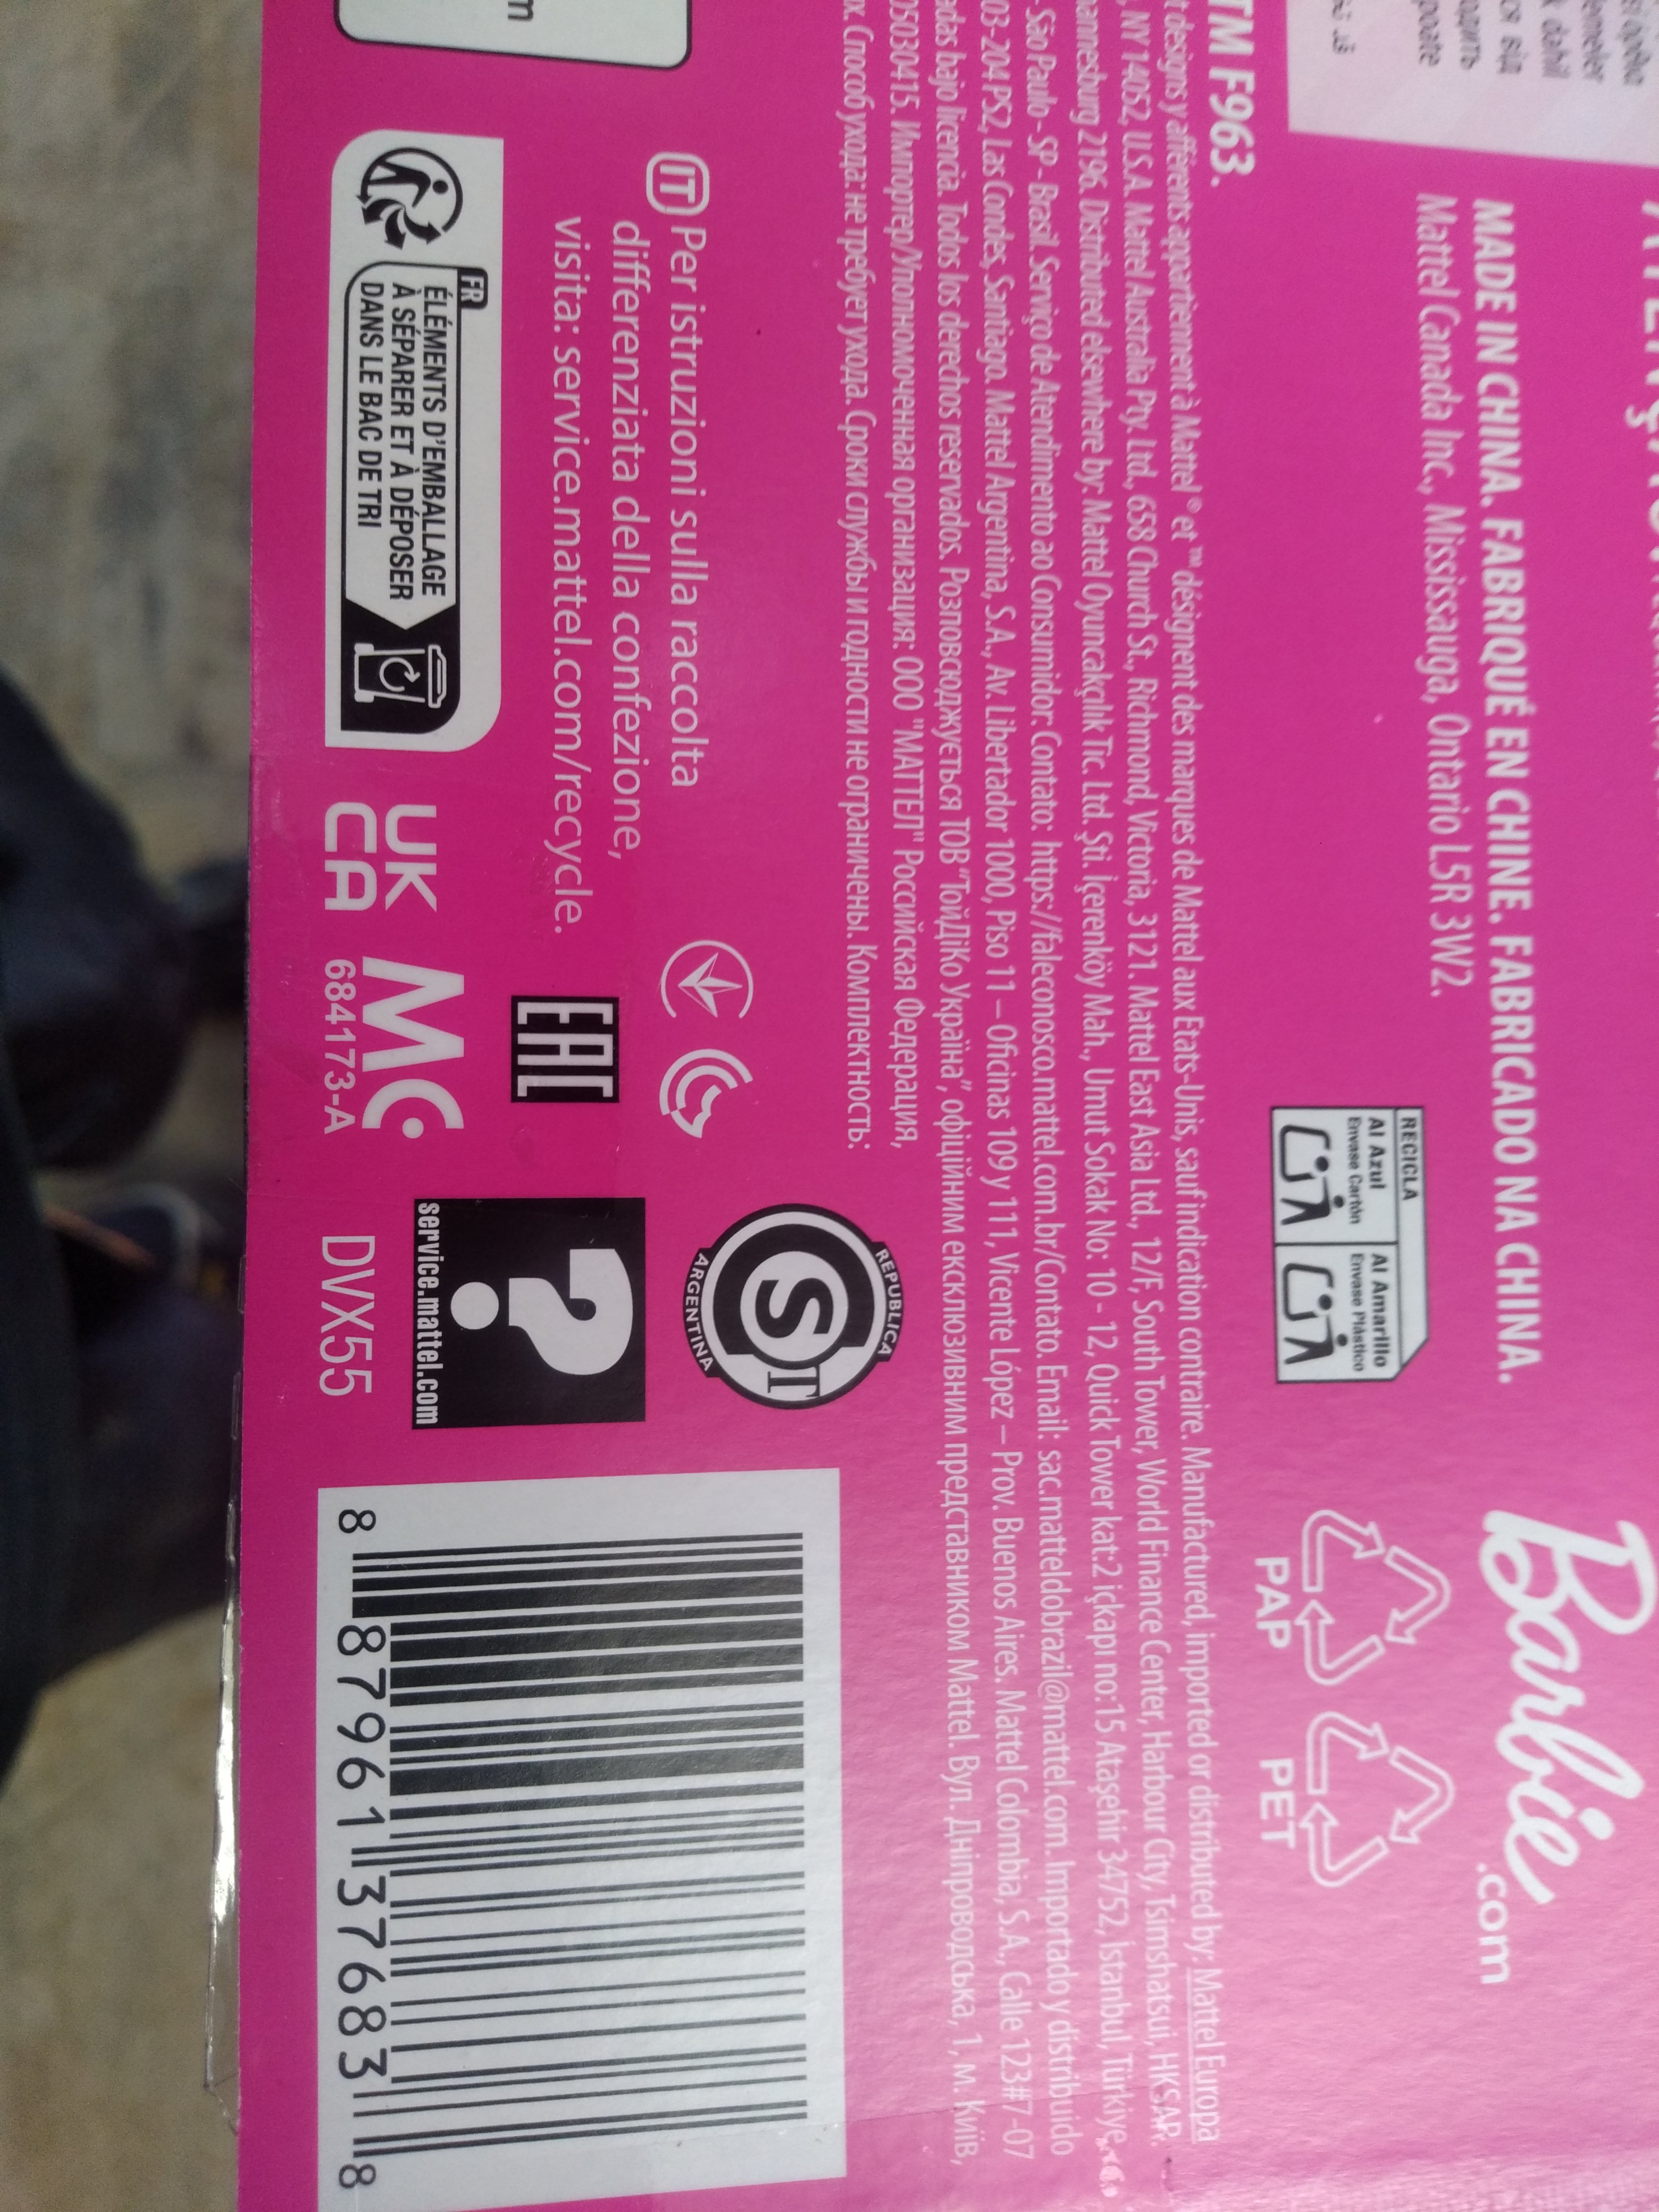 ASTM F963.
MADE IN CHINA. FABRIQUÉ EN CHINE. FABRICADO NA CHINA.
Mattel Canada Inc., Mississauga, Ontario L5R 3W2.
Barbie.com
RECICLA
Al Azul
Envase Cartón
Al Amarillo
Envase Plástico
PAP
PET
designs y afférents appartiennent à Mattel ® et ™ désignent des marques de Mattel aux États-Unis, sauf indication contraire. Manufactured, imported or distributed by: Mattel Europa
NY 14052, U.S.A. Mattel Australia Pty. Ltd., 658 Church St., Richmond, Victoria, 3121. Mattel East Asia Ltd., 12/F, South Tower, World Finance Center, Harbour City, Tsimshatsui, HKSAR.
2196. Distributed elsewhere by: Mattel Oyuncakçılık Tic. Ltd. Şti. İçerenköy Mah., Umut Sokak No: 10 - 12, Quick Tower kat:2 içkapı no:15 Ataşehir 34752, İstanbul, Türkiye.
São Paulo - SP - Brasil. Serviço de Atendimento ao Consumidor: Contato: https://faleconosco.mattel.com.br/Contato. Email: sac.matteldobrazil@mattel.com. Importado y distribuido
03-204 PS2, Las Condes, Santiago. Mattel Argentina, S.A., Av. Libertador 1000, Piso 11 – Oficinas 109 y 111, Vicente López – Prov. Buenos Aires. Mattel Colombia, S.A., Calle 123#7-07
bajo licencia. Todos los derechos reservados. Розповсюджується ТОВ "ТойДіКо Україна", офіційним ексклюзивним представником Mattel. Вул. Дніпроводська, 1, м. Київ,
05030415. Импортер/Уполномоченная организация: ООО "МАТТЕЛ" Российская Федерация,
Способ ухода: не требует ухода. Сроки службы и годности не ограничены. Комплектность:
IT Per istruzioni sulla raccolta
differenziata della confezione,
visita: service.mattel.com/recycle.
FR
ÉLÉMENTS D'EMBALLAGE
À SÉPARER ET À DÉPOSER
DANS LE BAC DE TRI
UK
CA
MC
684173-A
EAC
REPUBLICA
S T
ARGENTINA
?
service.mattel.com
DVX55
8 87961 37683 8